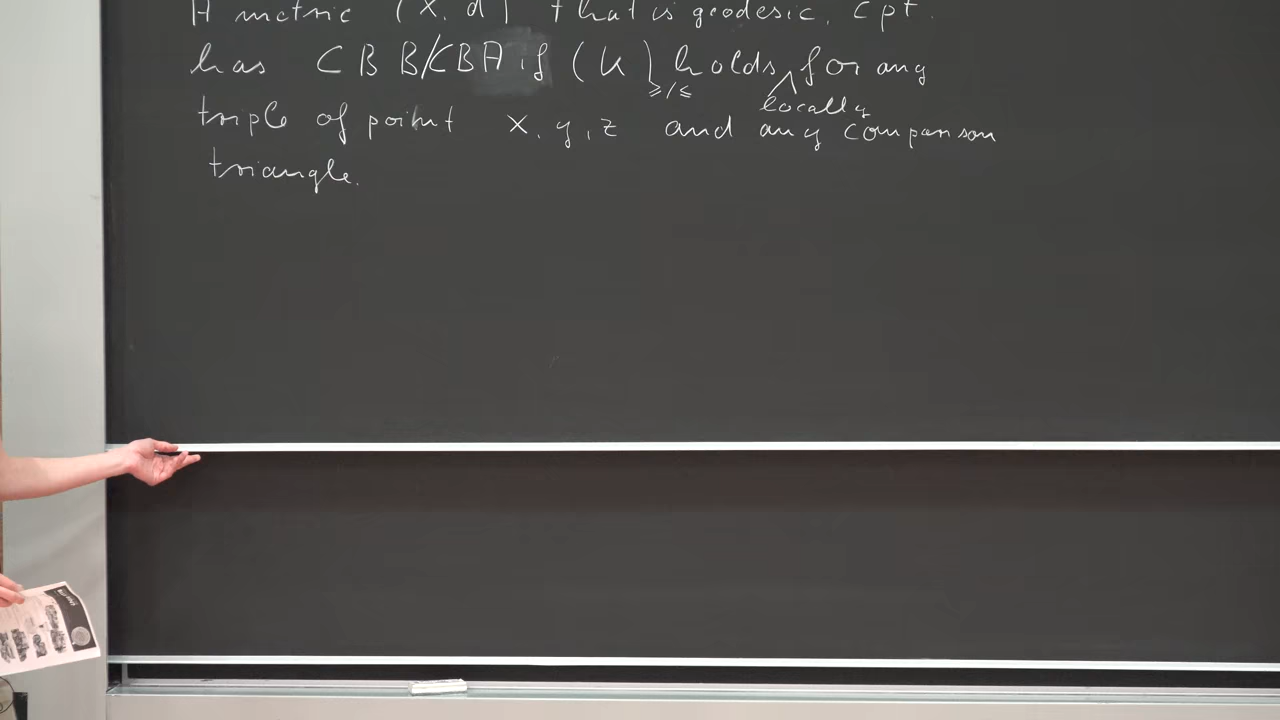 A metric (X, d) that is geodesic, cpt.
has CBB/CBA if (k)≥/≤ holds for any
locally
triple of point x, y, z and any comparison
triangle.